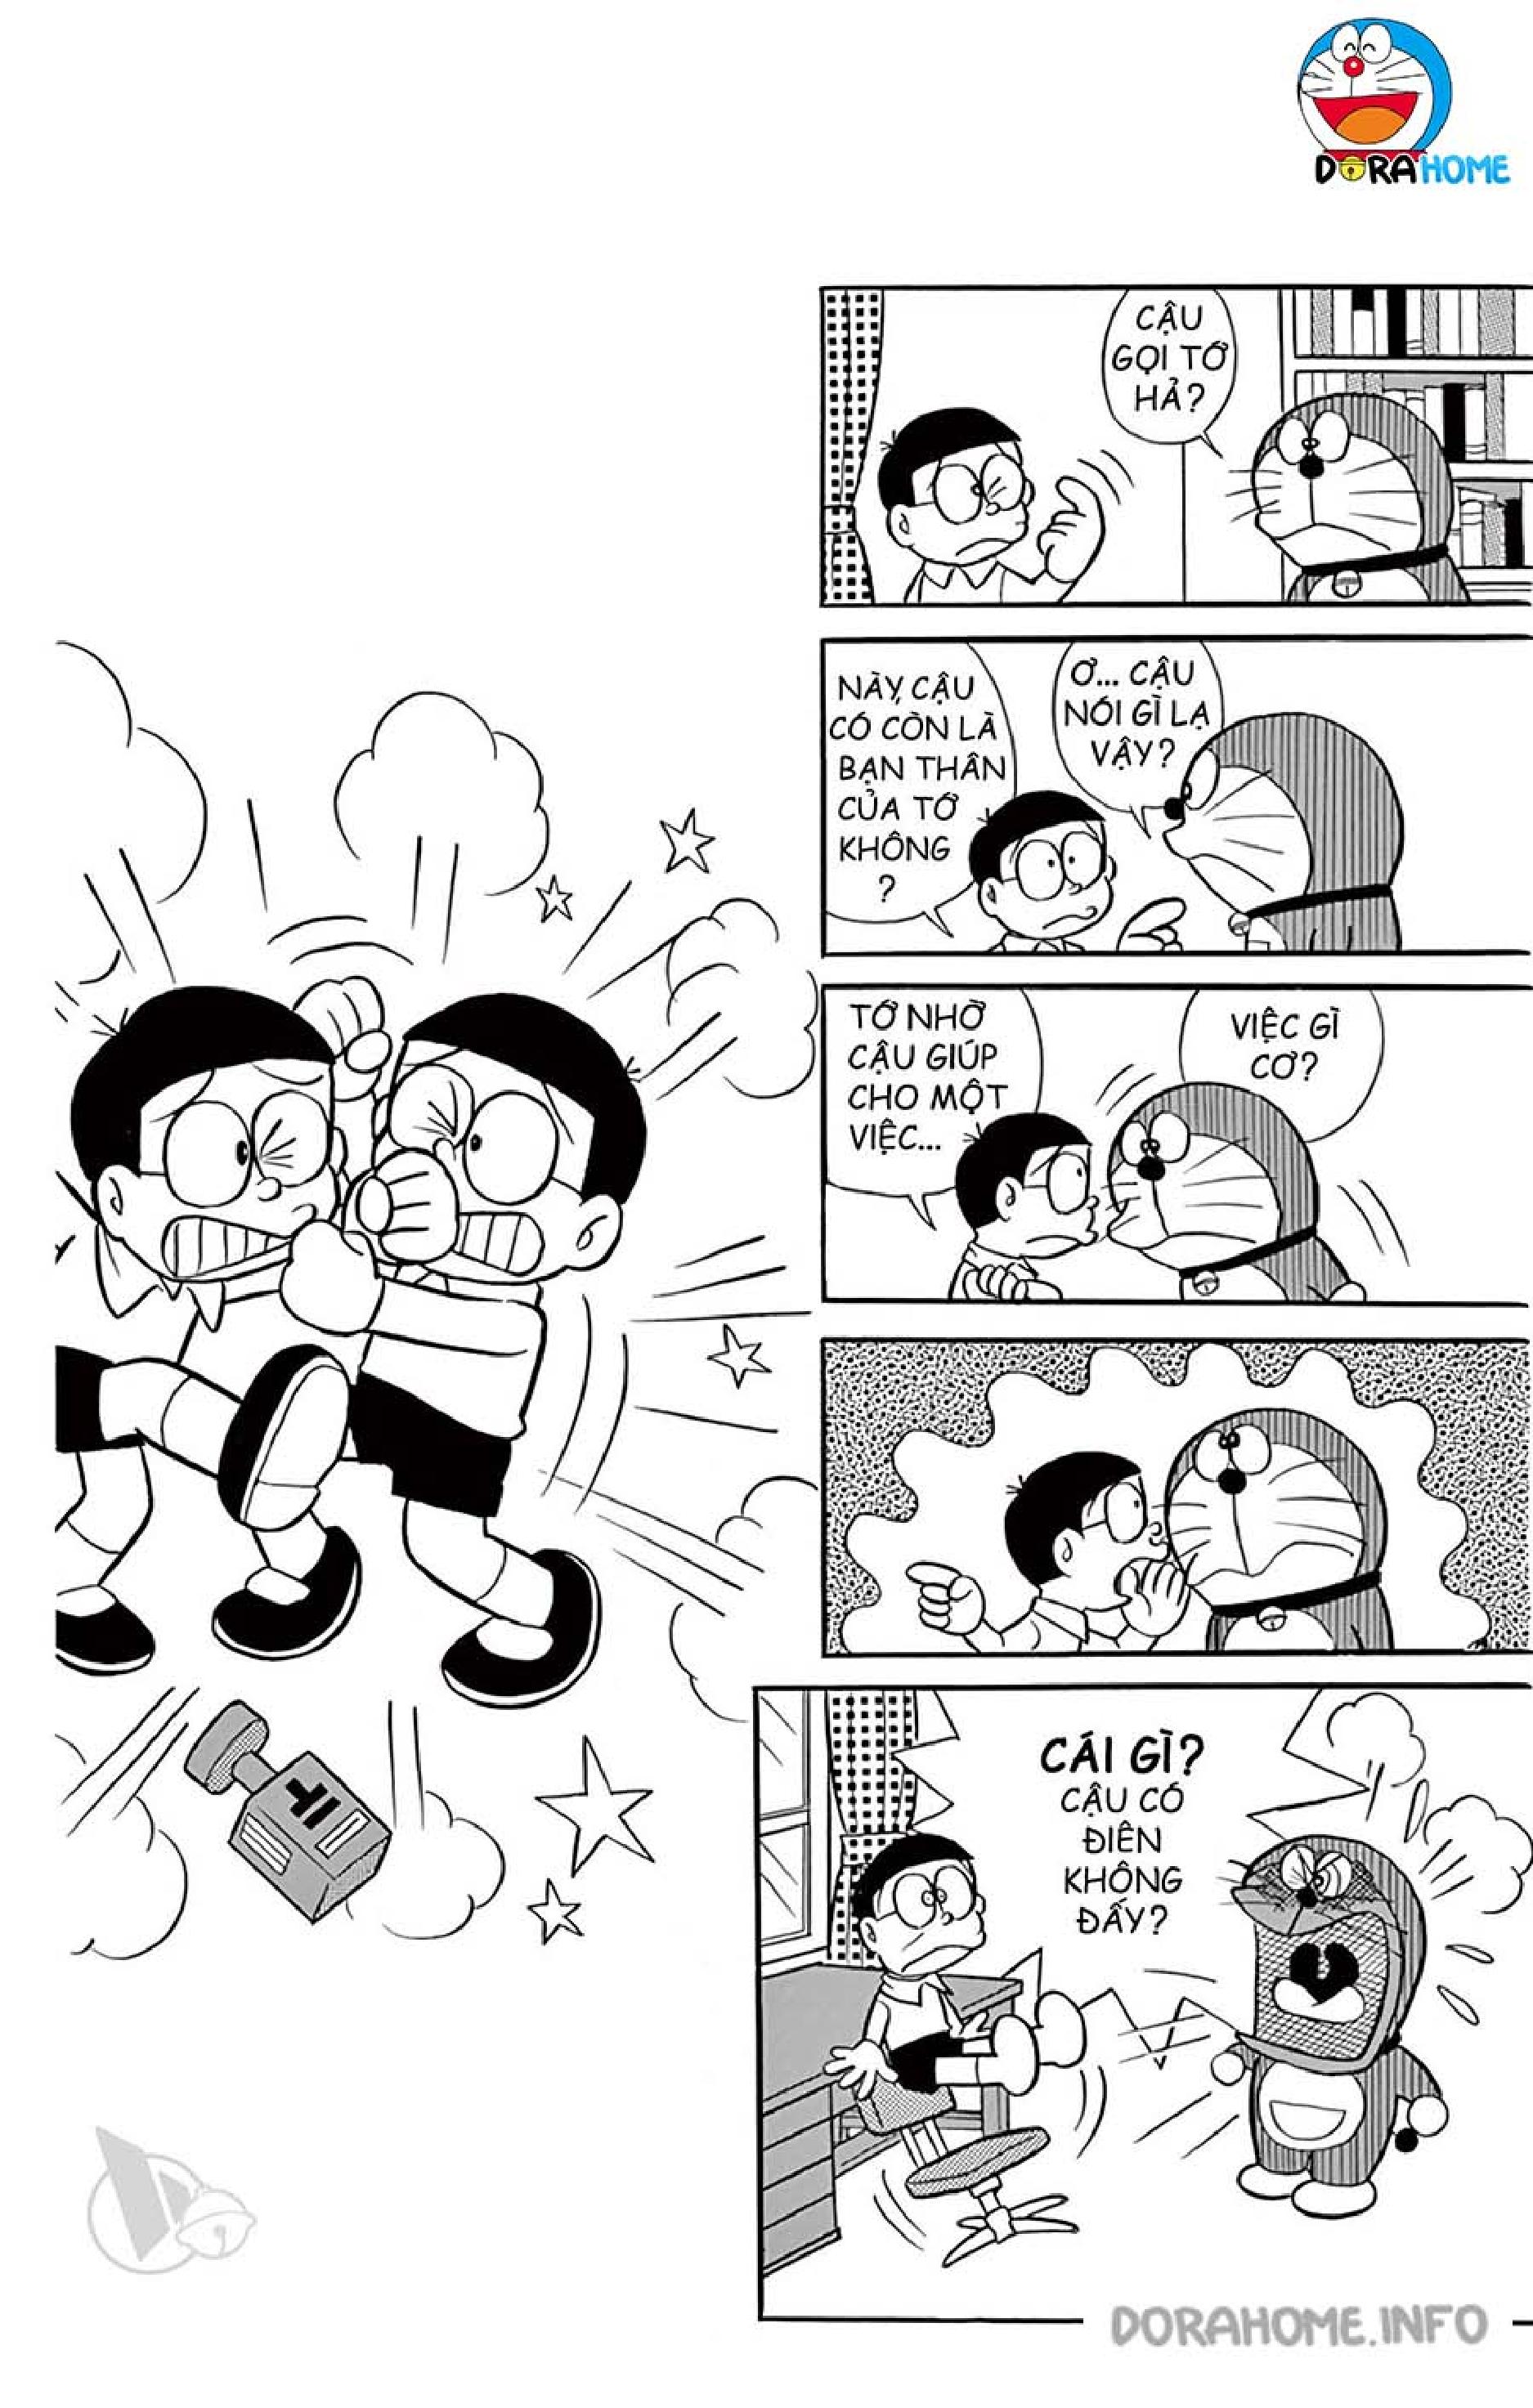 DORAHOME
CẬU
GỌI TỚ
HẢ?
NÀY, CẬU
CÓ CÒN LÀ
BẠN THÂN
CỦA TỚ
KHÔNG
?
Ơ... CẬU
NÓI GÌ LẠ
VẬY?
TỚ NHỜ
CẬU GIÚP
CHO MỘT
VIỆC...
VIỆC GÌ
CƠ?
CÁI GÌ?
CẬU CÓ
ĐIÊN
KHÔNG
ĐẤY?
DORAHOME.INFO